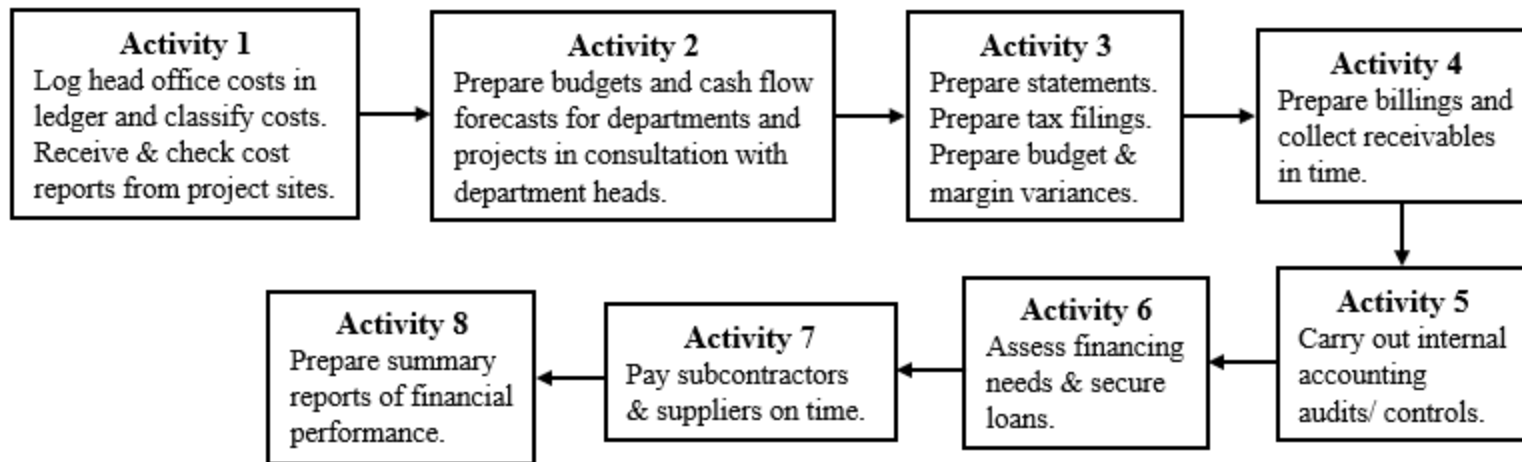 Activity 1
Log head office costs in
ledger and classify costs.
Receive & check cost
reports from project sites.
Activity 2
Prepare budgets and cash flow
forecasts for departments and
projects in consultation with
department heads.
Activity 3
Prepare statements.
Prepare tax filings.
Prepare budget &
margin variances.
Activity 4
Prepare billings and
collect receivables
in time.
Activity 5
Carry out internal
accounting
audits/ controls.
Activity 6
Assess financing
needs & secure
loans.
Activity 7
Pay subcontractors
& suppliers on time.
Activity 8
Prepare summary
reports of financial
performance.